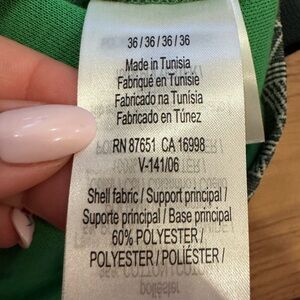 36 / 36 / 36 / 36
Made in Tunisia
Fabriqué en Tunisie
Fabricado na Tunísia
Fabricado en Túnez
RN 87651 CA 16998
V-141/06
Shell fabric / Support principal /
Suporte principal / Base principal
60% POLYESTER /
POLYESTER / POLIÉSTER /